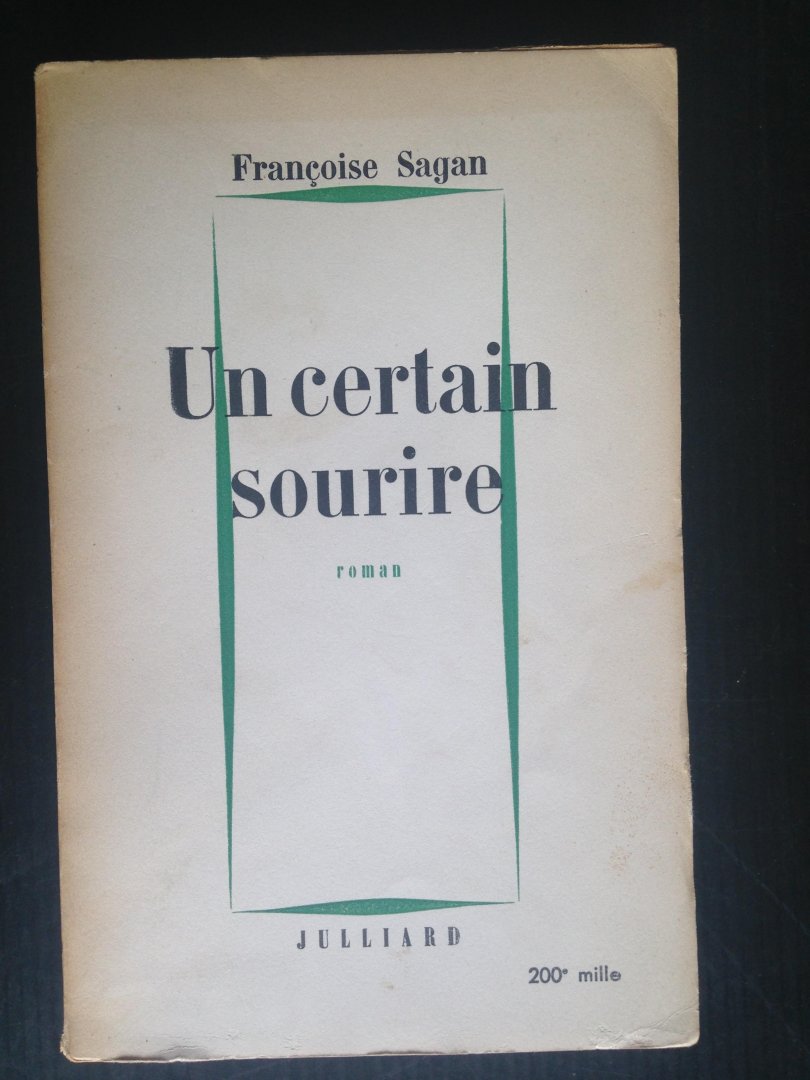 Françoise Sagan
Un certain
sourire
roman
JULLIARD
200e mille